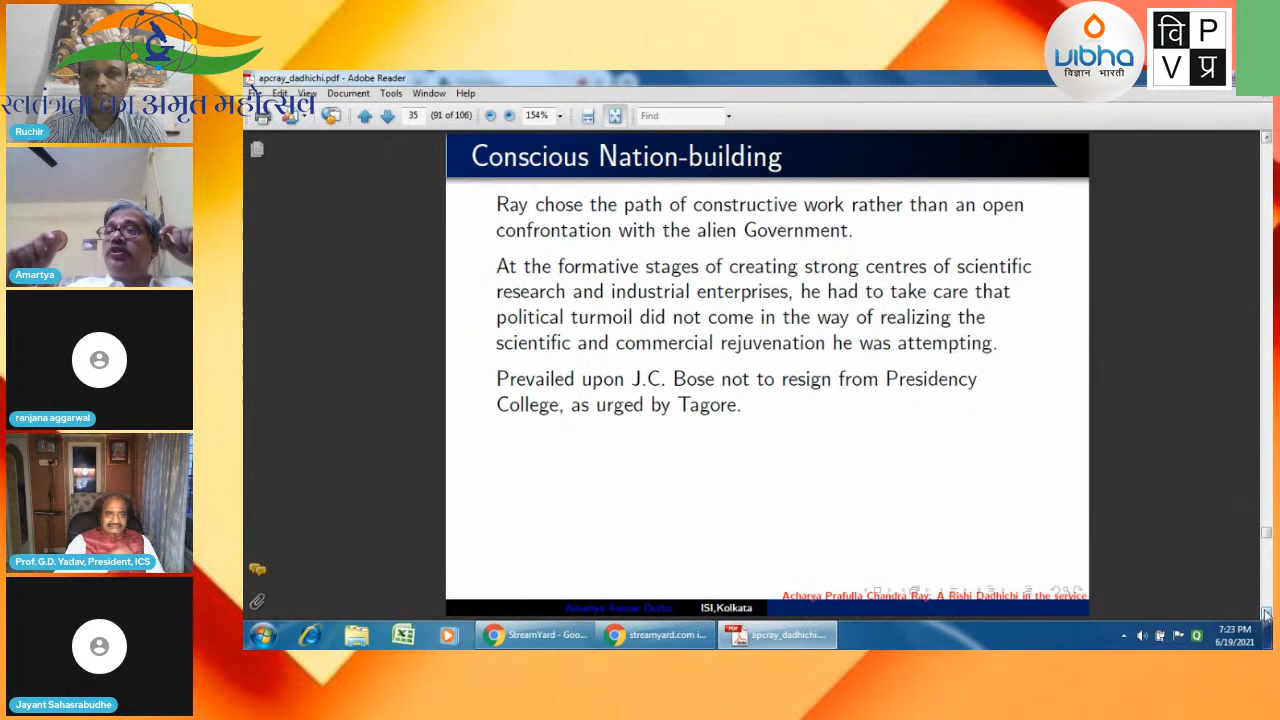 स्वतंत्रता का अमृत महोत्सव
Ruchir
Amartya
ranjana aggarwal
Prof. G.D. Yadav, President, ICS
Jayant Sahasrabudhe
vibha
विज्ञान भारती
वि P
V प्र
apcray_dadhichi.pdf - Adobe Reader
Edit View Document Tools Window Help
35 (91 of 106) 154% Find
Conscious Nation-building
Ray chose the path of constructive work rather than an open
confrontation with the alien Government.
At the formative stages of creating strong centres of scientific
research and industrial enterprises, he had to take care that
political turmoil did not come in the way of realizing the
scientific and commercial rejuvenation he was attempting.
Prevailed upon J.C. Bose not to resign from Presidency
College, as urged by Tagore.
Acharya Prafulla Chandra Ray: A Rishi Dadhichi in the service
Amartya Kumar Dutta ISI,Kolkata
StreamYard - Goo... streamyard.com i... apcray_dadhichi....
7:23 PM
6/19/2021